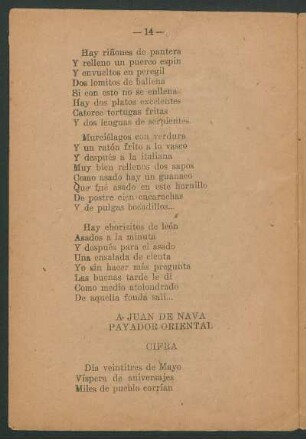 — 14 —
Hay riñones de pantera
Y relleno un puerco espin
Y envueltos en peregil
Dos lomitos de ballena
Si con esto no se enllena
Hay dos platos excelentes
Catorce tortugas fritas
Y dos lenguas de serpientes
Murciélagos con verdura
Y un ratón frito a lo vasco
Y después a la italiana
Muy bien rellenos dos sapos
Como asado hay un guanaco
Que fué asado en este hornillo
De postre cien cucarachas
Y de pulgas bocadillos...
Hay chorisitos de león
Asados a la minuta
Y después para el asado
Una ensalada de cicuta
Yo sin hacer más pregunta
Las buenas tarde le dí
Como medio atolondrado
De aquella fonda salí...
A JUAN DE NAVA
PAYADOR ORIENTAL
CIFRA
Día veintitres de Mayo
Víspera de aniversajes
Miles de pueblo corrían